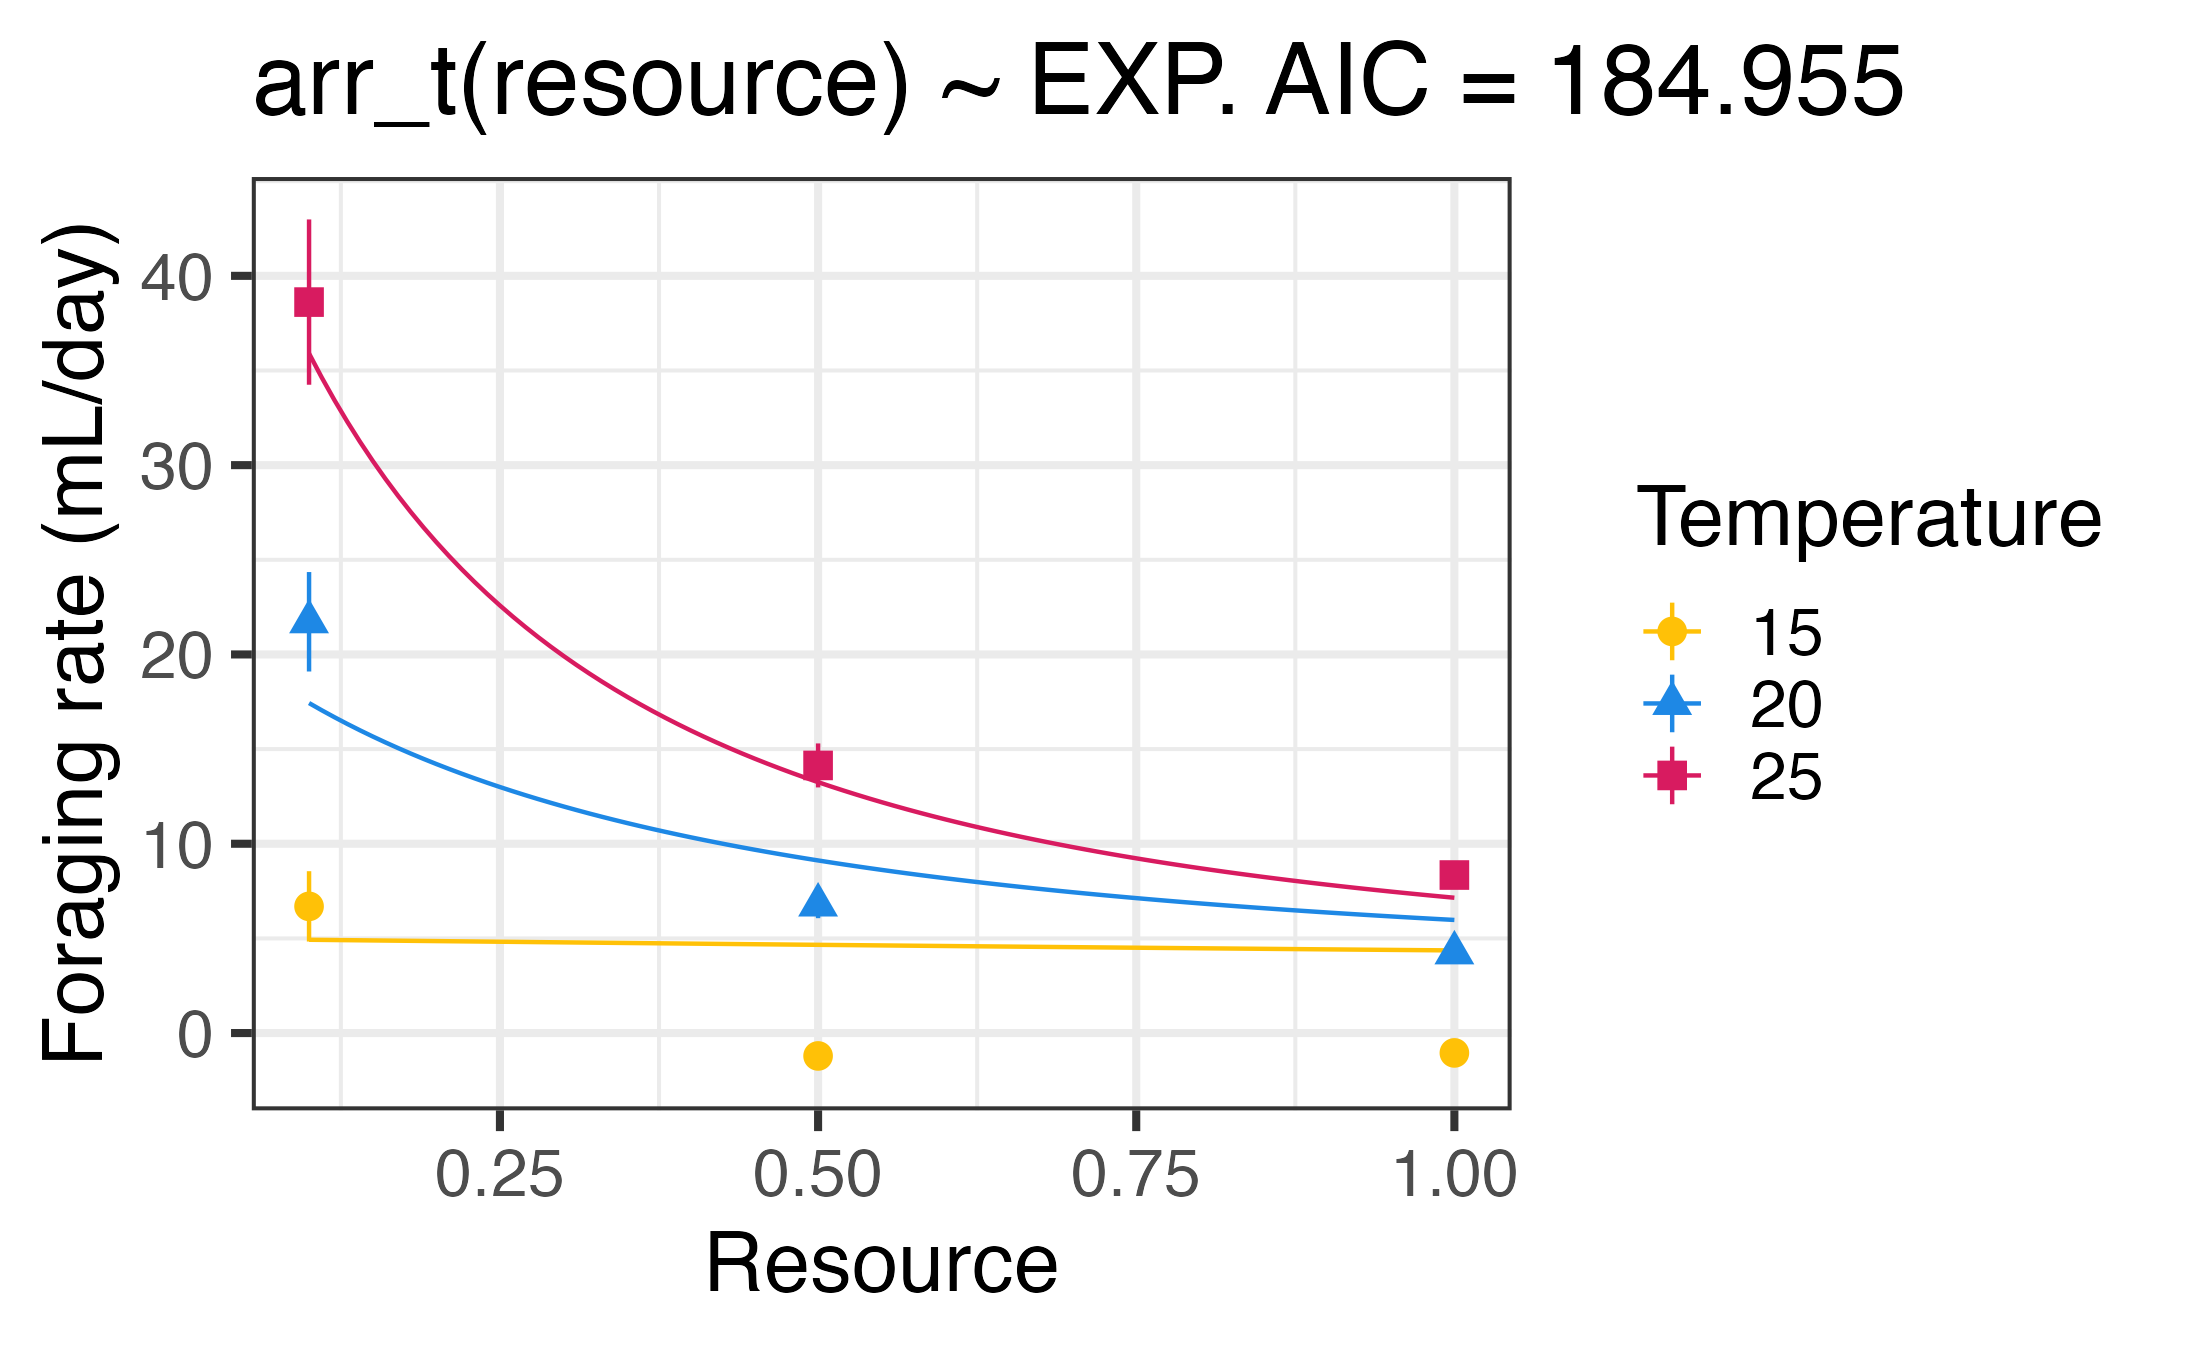 arr_t(resource) ~ EXP. AIC = 184.955
Foraging rate (mL/day)
40
30
20
10
0
0.25 0.50 0.75 1.00
Resource
Temperature
15
20
25